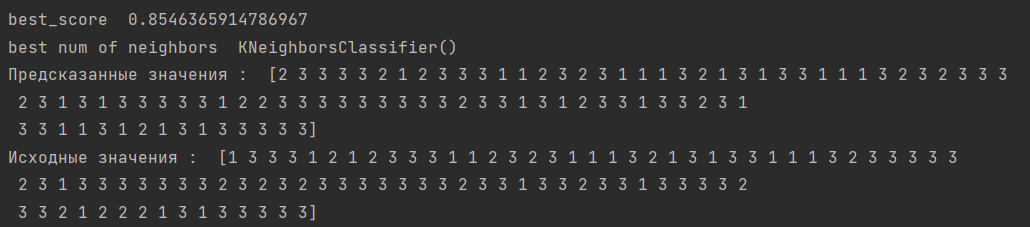 best_score  0.8546365914786967
best num of neighbors  KNeighborsClassifier()
Предсказанные значения :  [2 3 3 3 3 2 1 2 3 3 3 1 1 2 3 2 3 1 1 1 3 2 1 3 1 3 3 1 1 1 3 2 3 2 3 3 3
 2 3 1 3 1 3 3 3 3 3 1 2 2 3 3 3 3 3 3 3 3 3 2 3 3 1 3 1 2 3 3 1 3 3 2 3 1
 3 3 1 1 3 1 2 1 3 1 3 3 3 3 3]
Исходные значения :  [1 3 3 3 1 2 1 2 3 3 3 1 1 2 3 2 3 1 1 1 3 2 1 3 1 3 3 1 1 1 3 2 3 3 3 3 3
 2 3 1 3 3 3 3 3 3 3 2 3 2 3 2 3 3 3 3 3 3 3 2 3 3 1 3 3 2 3 3 1 3 3 3 3 2
 3 3 2 1 2 2 2 1 3 1 3 3 3 3 3]